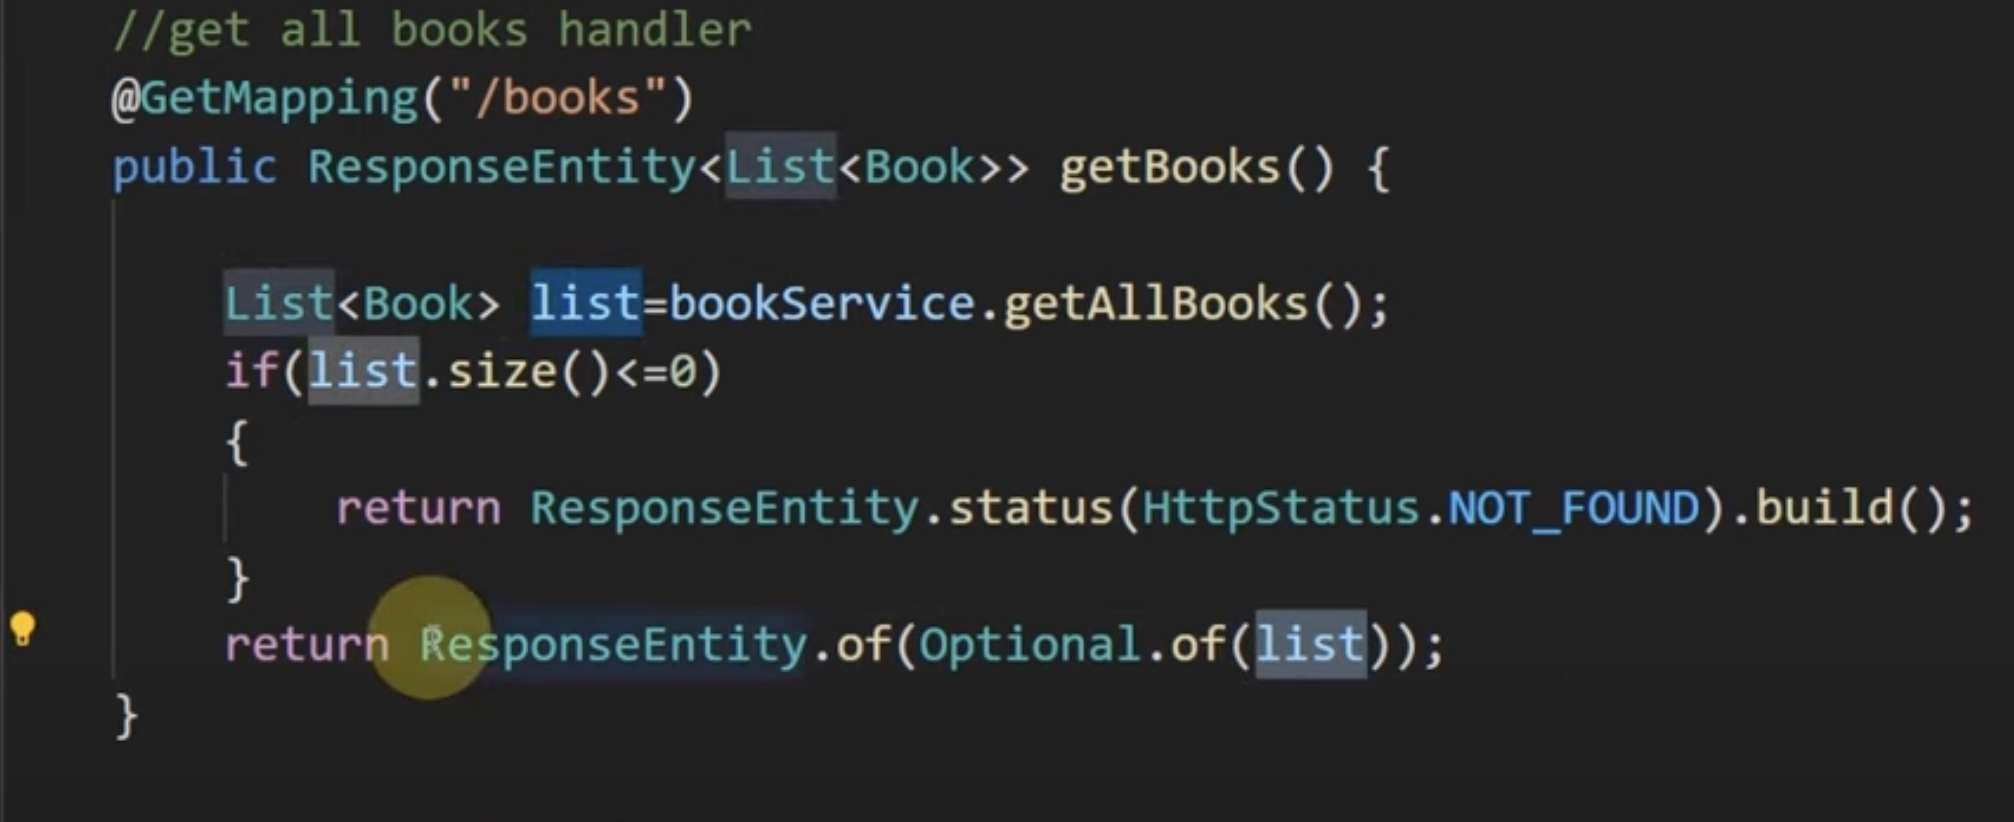 //get all books handler
@GetMapping("/books")
public ResponseEntity<List<Book>> getBooks() {
List<Book> list=bookService.getAllBooks();
if(list.size()<=0)
{
return ResponseEntity.status(HttpStatus.NOT_FOUND).build();
}
return ResponseEntity.of(Optional.of(list));
}